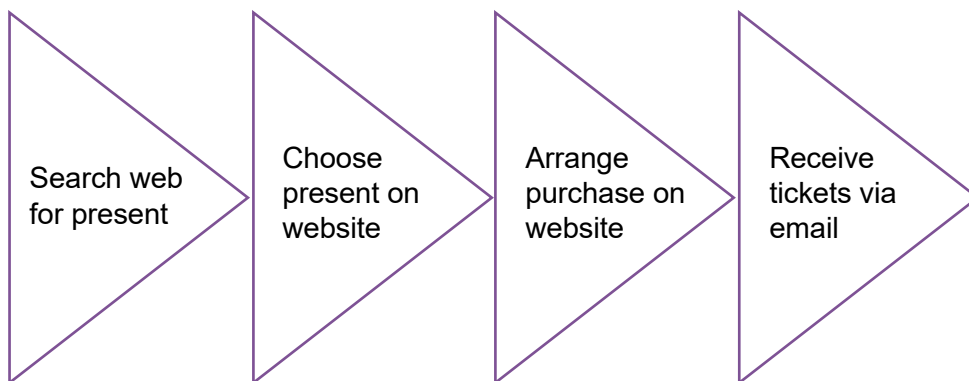 Search web
for present
Choose
present on
website
Arrange
purchase on
website
Receive
tickets via
email